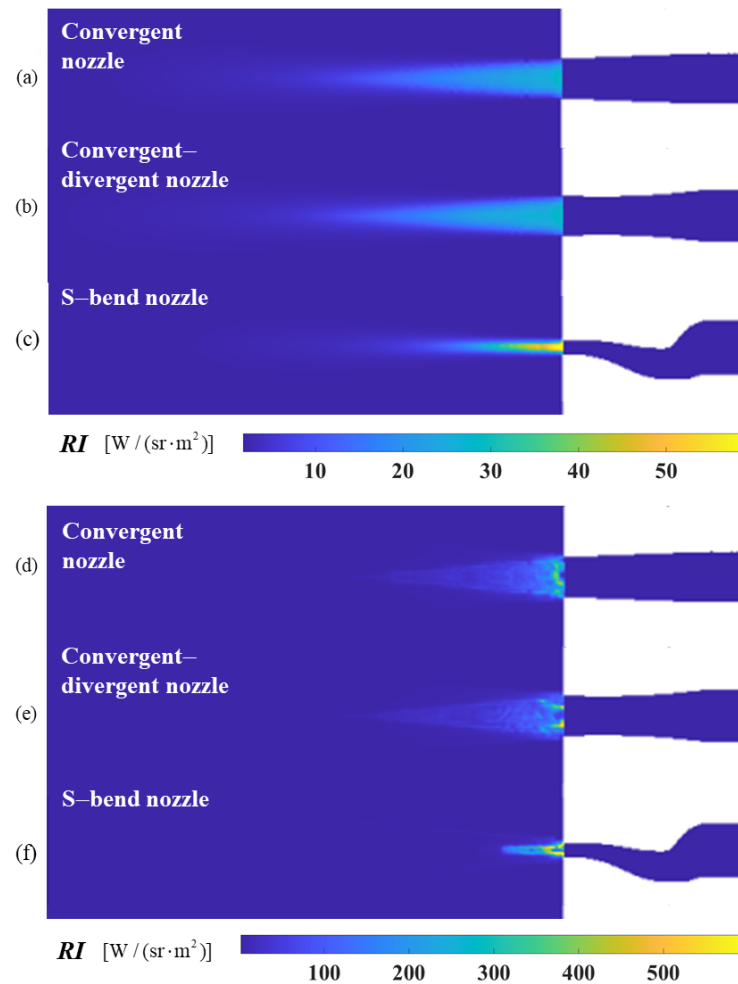 Convergent
nozzle
(a)
Convergent–
divergent nozzle
(b)
S–bend nozzle
(c)
RI [W / (sr·m²)]
10 20 30 40 50
Convergent
nozzle
(d)
Convergent–
divergent nozzle
(e)
S–bend nozzle
(f)
RI [W / (sr·m²)]
100 200 300 400 500